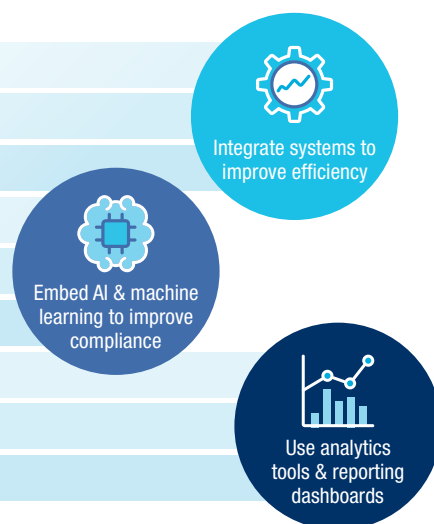 Integrate systems to
improve efficiency
Embed AI & machine
learning to improve
compliance
Use analytics
tools & reporting
dashboards